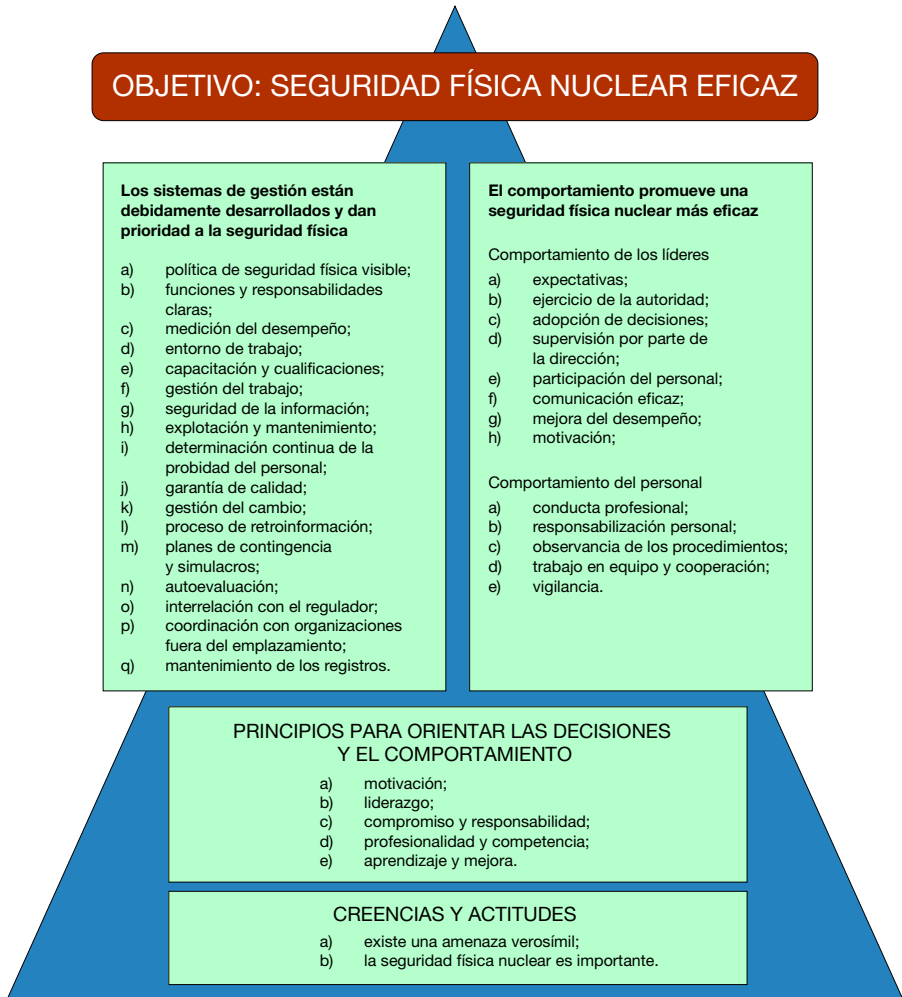 OBJETIVO: SEGURIDAD FÍSICA NUCLEAR EFICAZ
Los sistemas de gestión están
debidamente desarrollados y dan
prioridad a la seguridad física
a) política de seguridad física visible;
b) funciones y responsabilidades
claras;
c) medición del desempeño;
d) entorno de trabajo;
e) capacitación y cualificaciones;
f) gestión del trabajo;
g) seguridad de la información;
h) explotación y mantenimiento;
i) determinación continua de la
probidad del personal;
j) garantía de calidad;
k) gestión del cambio;
l) proceso de retroinformación;
m) planes de contingencia
y simulacros;
n) autoevaluación;
o) interrelación con el regulador;
p) coordinación con organizaciones
fuera del emplazamiento;
q) mantenimiento de los registros.
El comportamiento promueve una
seguridad física nuclear más eficaz
Comportamiento de los líderes
a) expectativas;
b) ejercicio de la autoridad;
c) adopción de decisiones;
d) supervisión por parte de
la dirección;
e) participación del personal;
f) comunicación eficaz;
g) mejora del desempeño;
h) motivación;
Comportamiento del personal
a) conducta profesional;
b) responsabilización personal;
c) observancia de los procedimientos;
d) trabajo en equipo y cooperación;
e) vigilancia.
PRINCIPIOS PARA ORIENTAR LAS DECISIONES
Y EL COMPORTAMIENTO
a) motivación;
b) liderazgo;
c) compromiso y responsabilidad;
d) profesionalidad y competencia;
e) aprendizaje y mejora.
CREENCIAS Y ACTITUDES
a) existe una amenaza verosímil;
b) la seguridad física nuclear es importante.